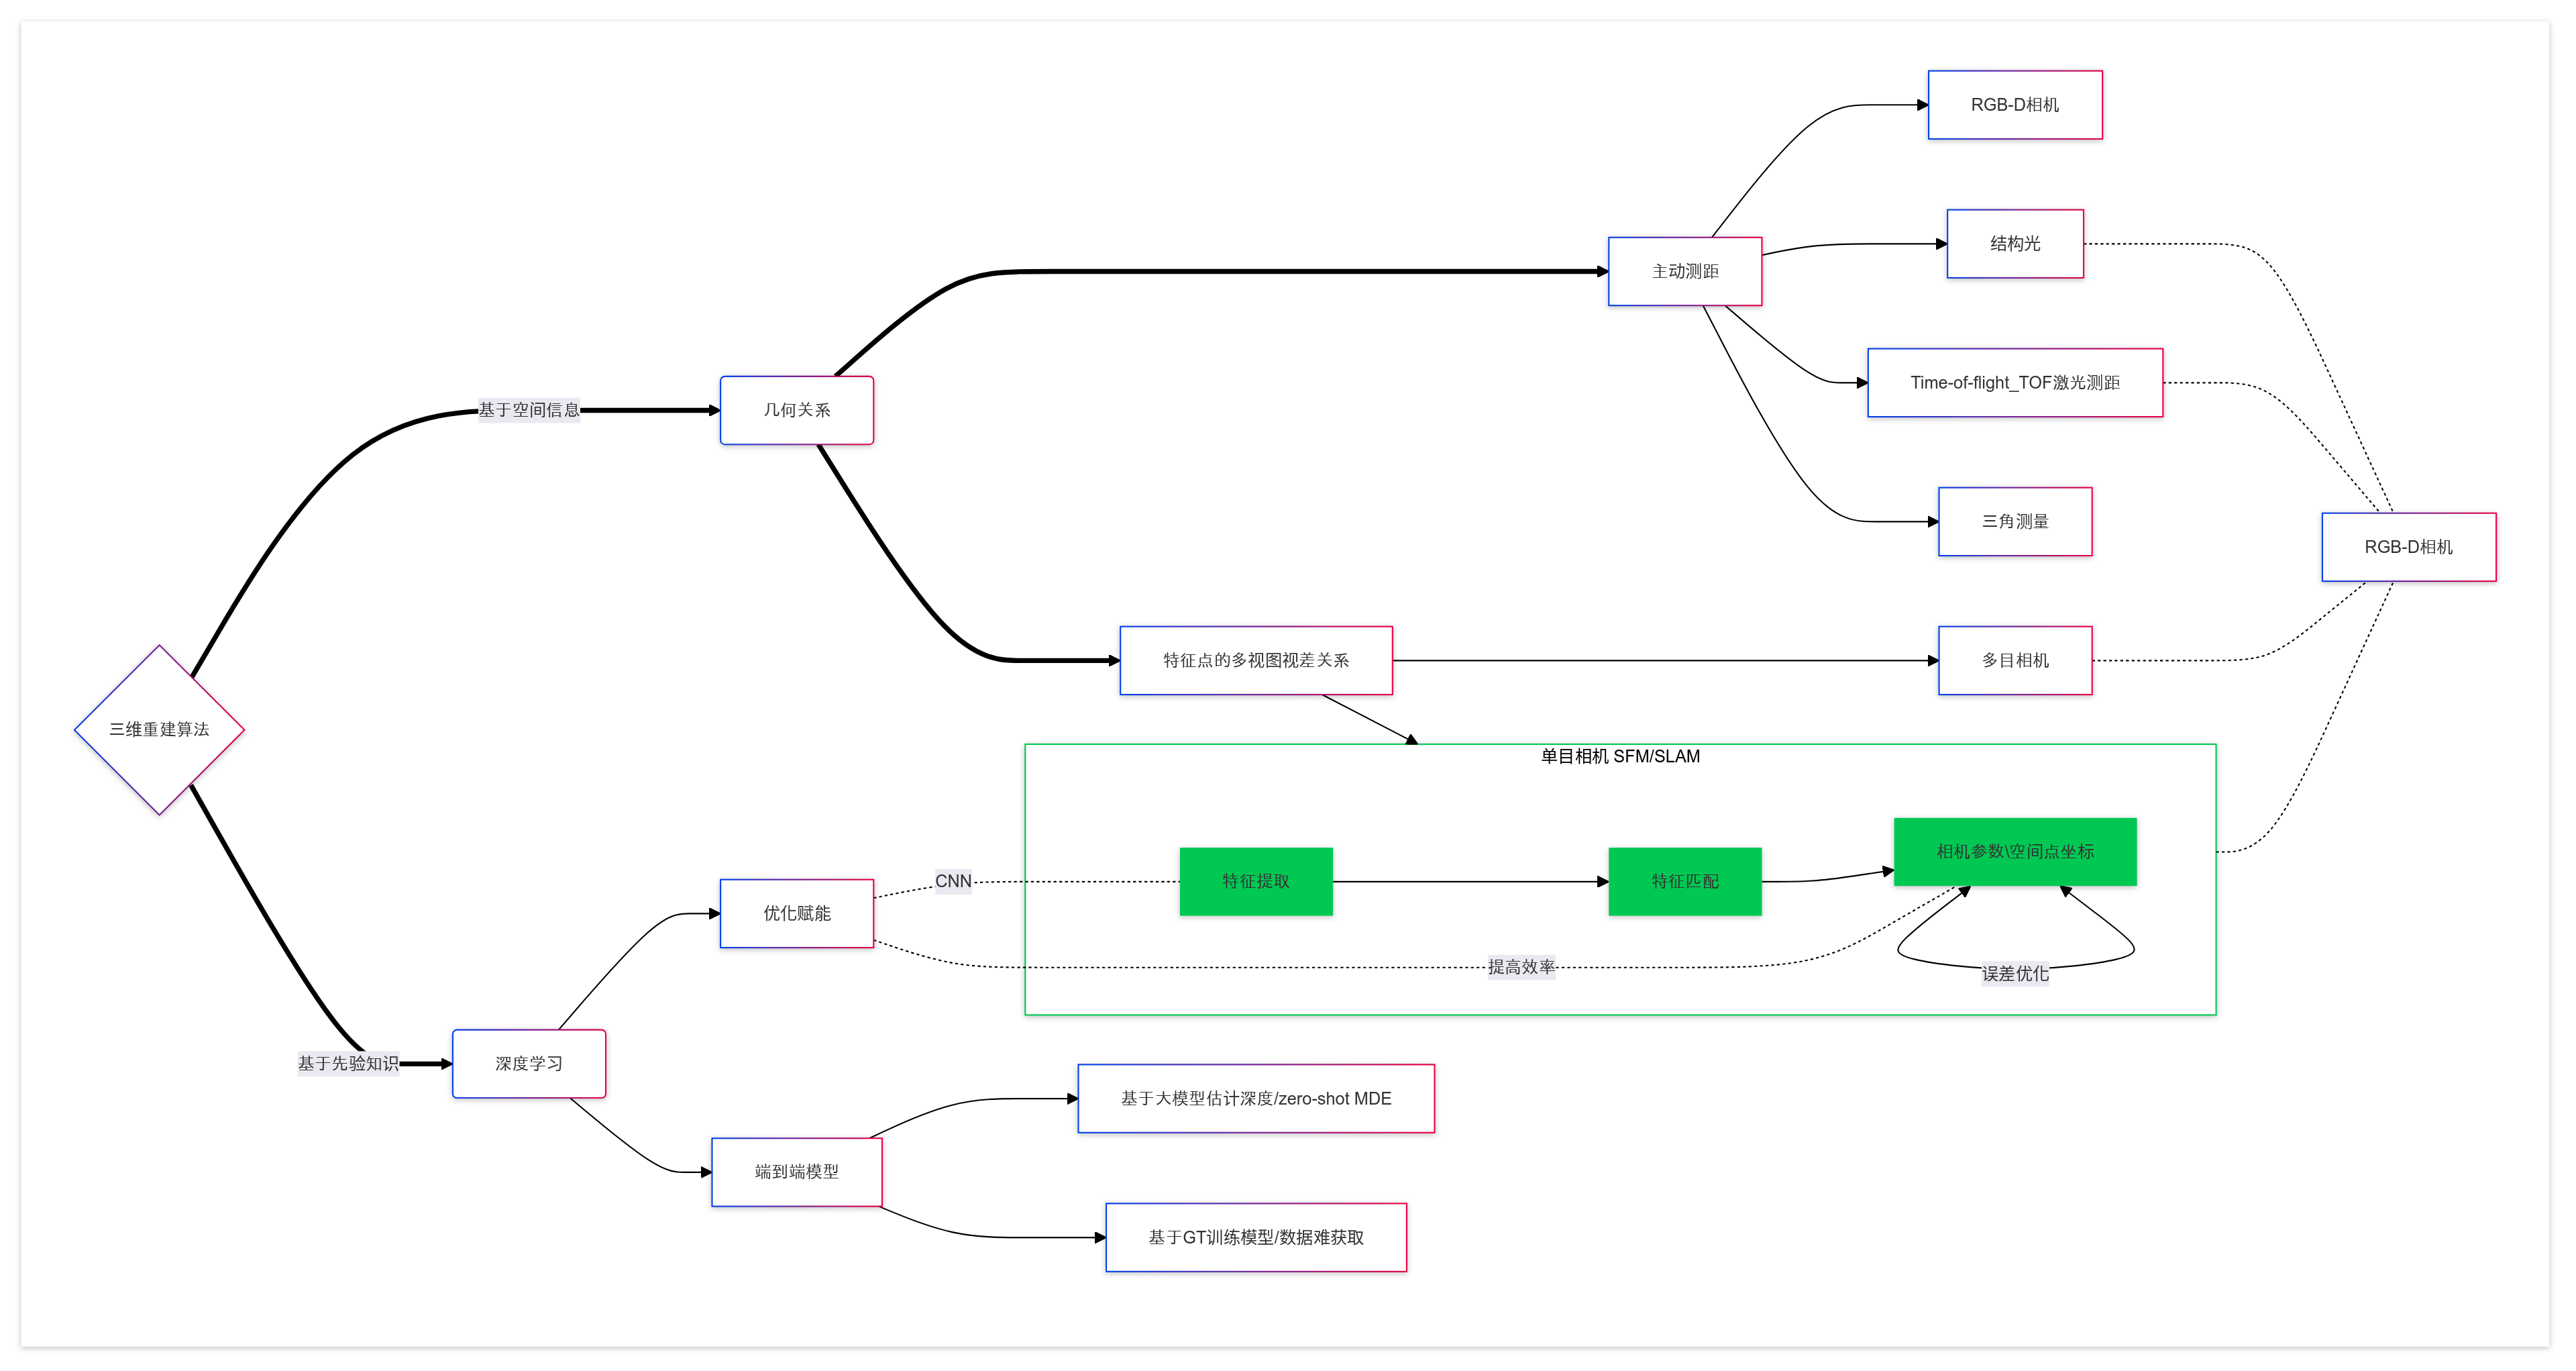 RGB-D相机
结构光
主动测距
Time-of-flight_TOF激光测距
基于空间信息
几何关系
三角测量
RGB-D相机
特征点的多视图视差关系
多目相机
三维重建算法
单目相机 SFM/SLAM
相机参数\空间点坐标
CNN
特征提取
特征匹配
优化赋能
提高效率
误差优化
基于先验知识
深度学习
基于大模型估计深度/zero-shot MDE
端到端模型
基于GT训练模型/数据难获取